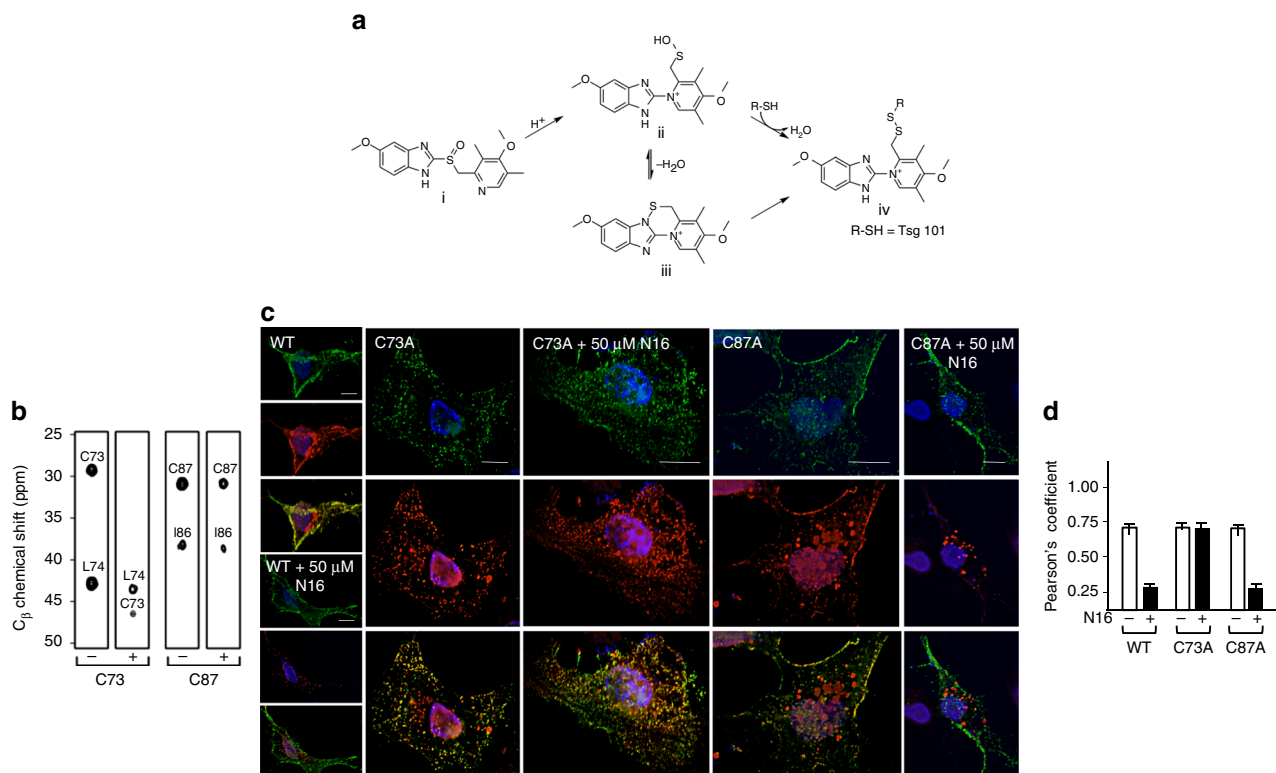 a
HO
S
O
N
N
H
N+
O
ii
H+
R-SH
H2O
O
N
N
H
O
S
O
N
i
–H2O
R
S
S
O
N
N
H
N+
O
iv
R-SH = Tsg 101
S
O
N
N
N+
O
iii
b
Cβ chemical shift (ppm)
25
30
35
40
45
50
C73
L74
L74
C73
C87
I86
C87
I86
– + – +
C73 C87
c
WT
WT + 50 μM
N16
C73A
C73A + 50 μM N16
C87A
C87A + 50 μM
N16
d
Pearson's coefficient
1.00
0.75
0.50
0.25
N16 – + – + – +
WT C73A C87A